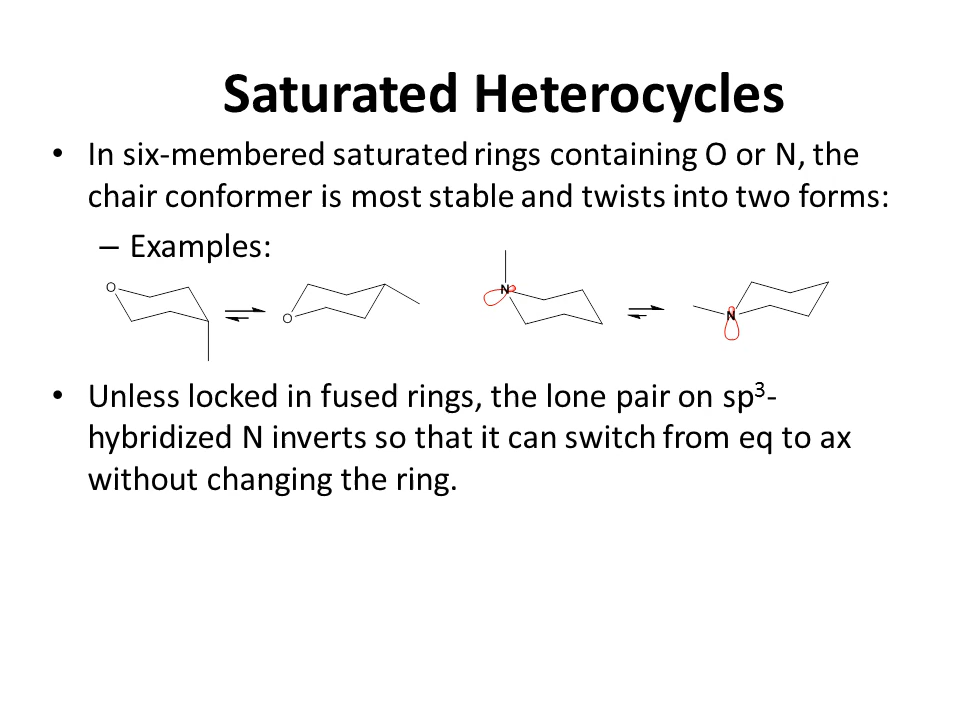 Saturated Heterocycles
• In six-membered saturated rings containing O or N, the
chair conformer is most stable and twists into two forms:
– Examples:
O
O
N
N
• Unless locked in fused rings, the lone pair on sp³-
hybridized N inverts so that it can switch from eq to ax
without changing the ring.